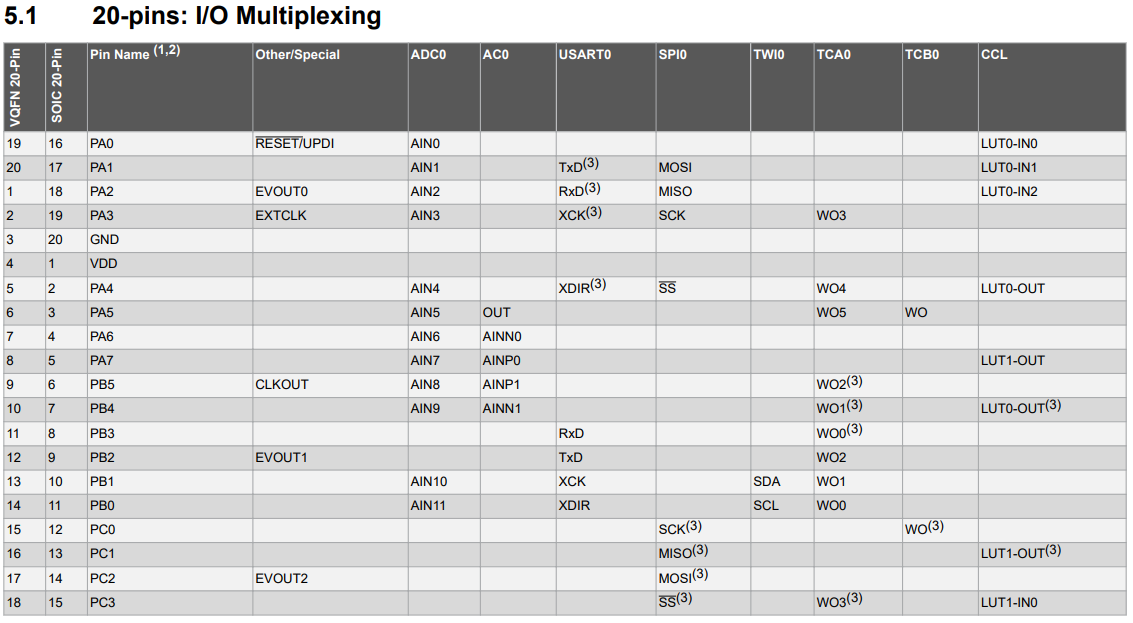 5.1 20-pins: I/O Multiplexing
VQFN 20-Pin SOIC 20-Pin Pin Name (1,2) Other/Special ADC0 AC0 USART0 SPI0 TWI0 TCA0 TCB0 CCL
19 16 PA0 RESET/UPDI AIN0 LUT0-IN0
20 17 PA1 AIN1 TxD(3) MOSI LUT0-IN1
1 18 PA2 EVOUT0 AIN2 RxD(3) MISO LUT0-IN2
2 19 PA3 EXTCLK AIN3 XCK(3) SCK WO3
3 20 GND
4 1 VDD
5 2 PA4 AIN4 XDIR(3) SS WO4 LUT0-OUT
6 3 PA5 AIN5 OUT WO5 WO
7 4 PA6 AIN6 AINN0
8 5 PA7 AIN7 AINP0 LUT1-OUT
9 6 PB5 CLKOUT AIN8 AINP1 WO2(3)
10 7 PB4 AIN9 AINN1 WO1(3) LUT0-OUT(3)
11 8 PB3 RxD WO0(3)
12 9 PB2 EVOUT1 TxD WO2
13 10 PB1 AIN10 XCK SDA WO1
14 11 PB0 AIN11 XDIR SCL WO0
15 12 PC0 SCK(3) WO(3)
16 13 PC1 MISO(3) LUT1-OUT(3)
17 14 PC2 EVOUT2 MOSI(3)
18 15 PC3 SS(3) WO3(3) LUT1-IN0